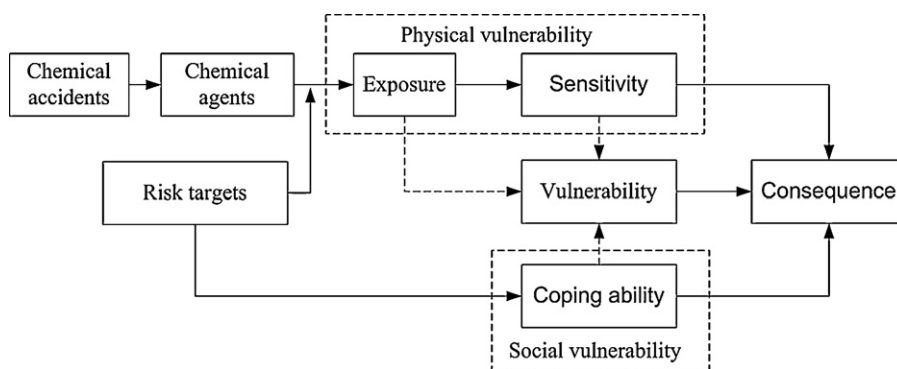 Physical vulnerability
Chemical
accidents
Chemical
agents
Exposure
Sensitivity
Risk targets
Vulnerability
Consequence
Coping ability
Social vulnerability